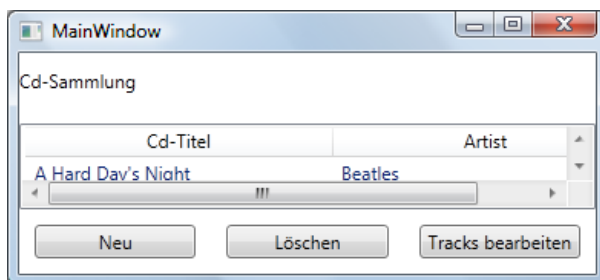 MainWindow
Cd-Sammlung
Cd-Titel Artist
A Hard Day's Night Beatles
Neu Löschen Tracks bearbeiten